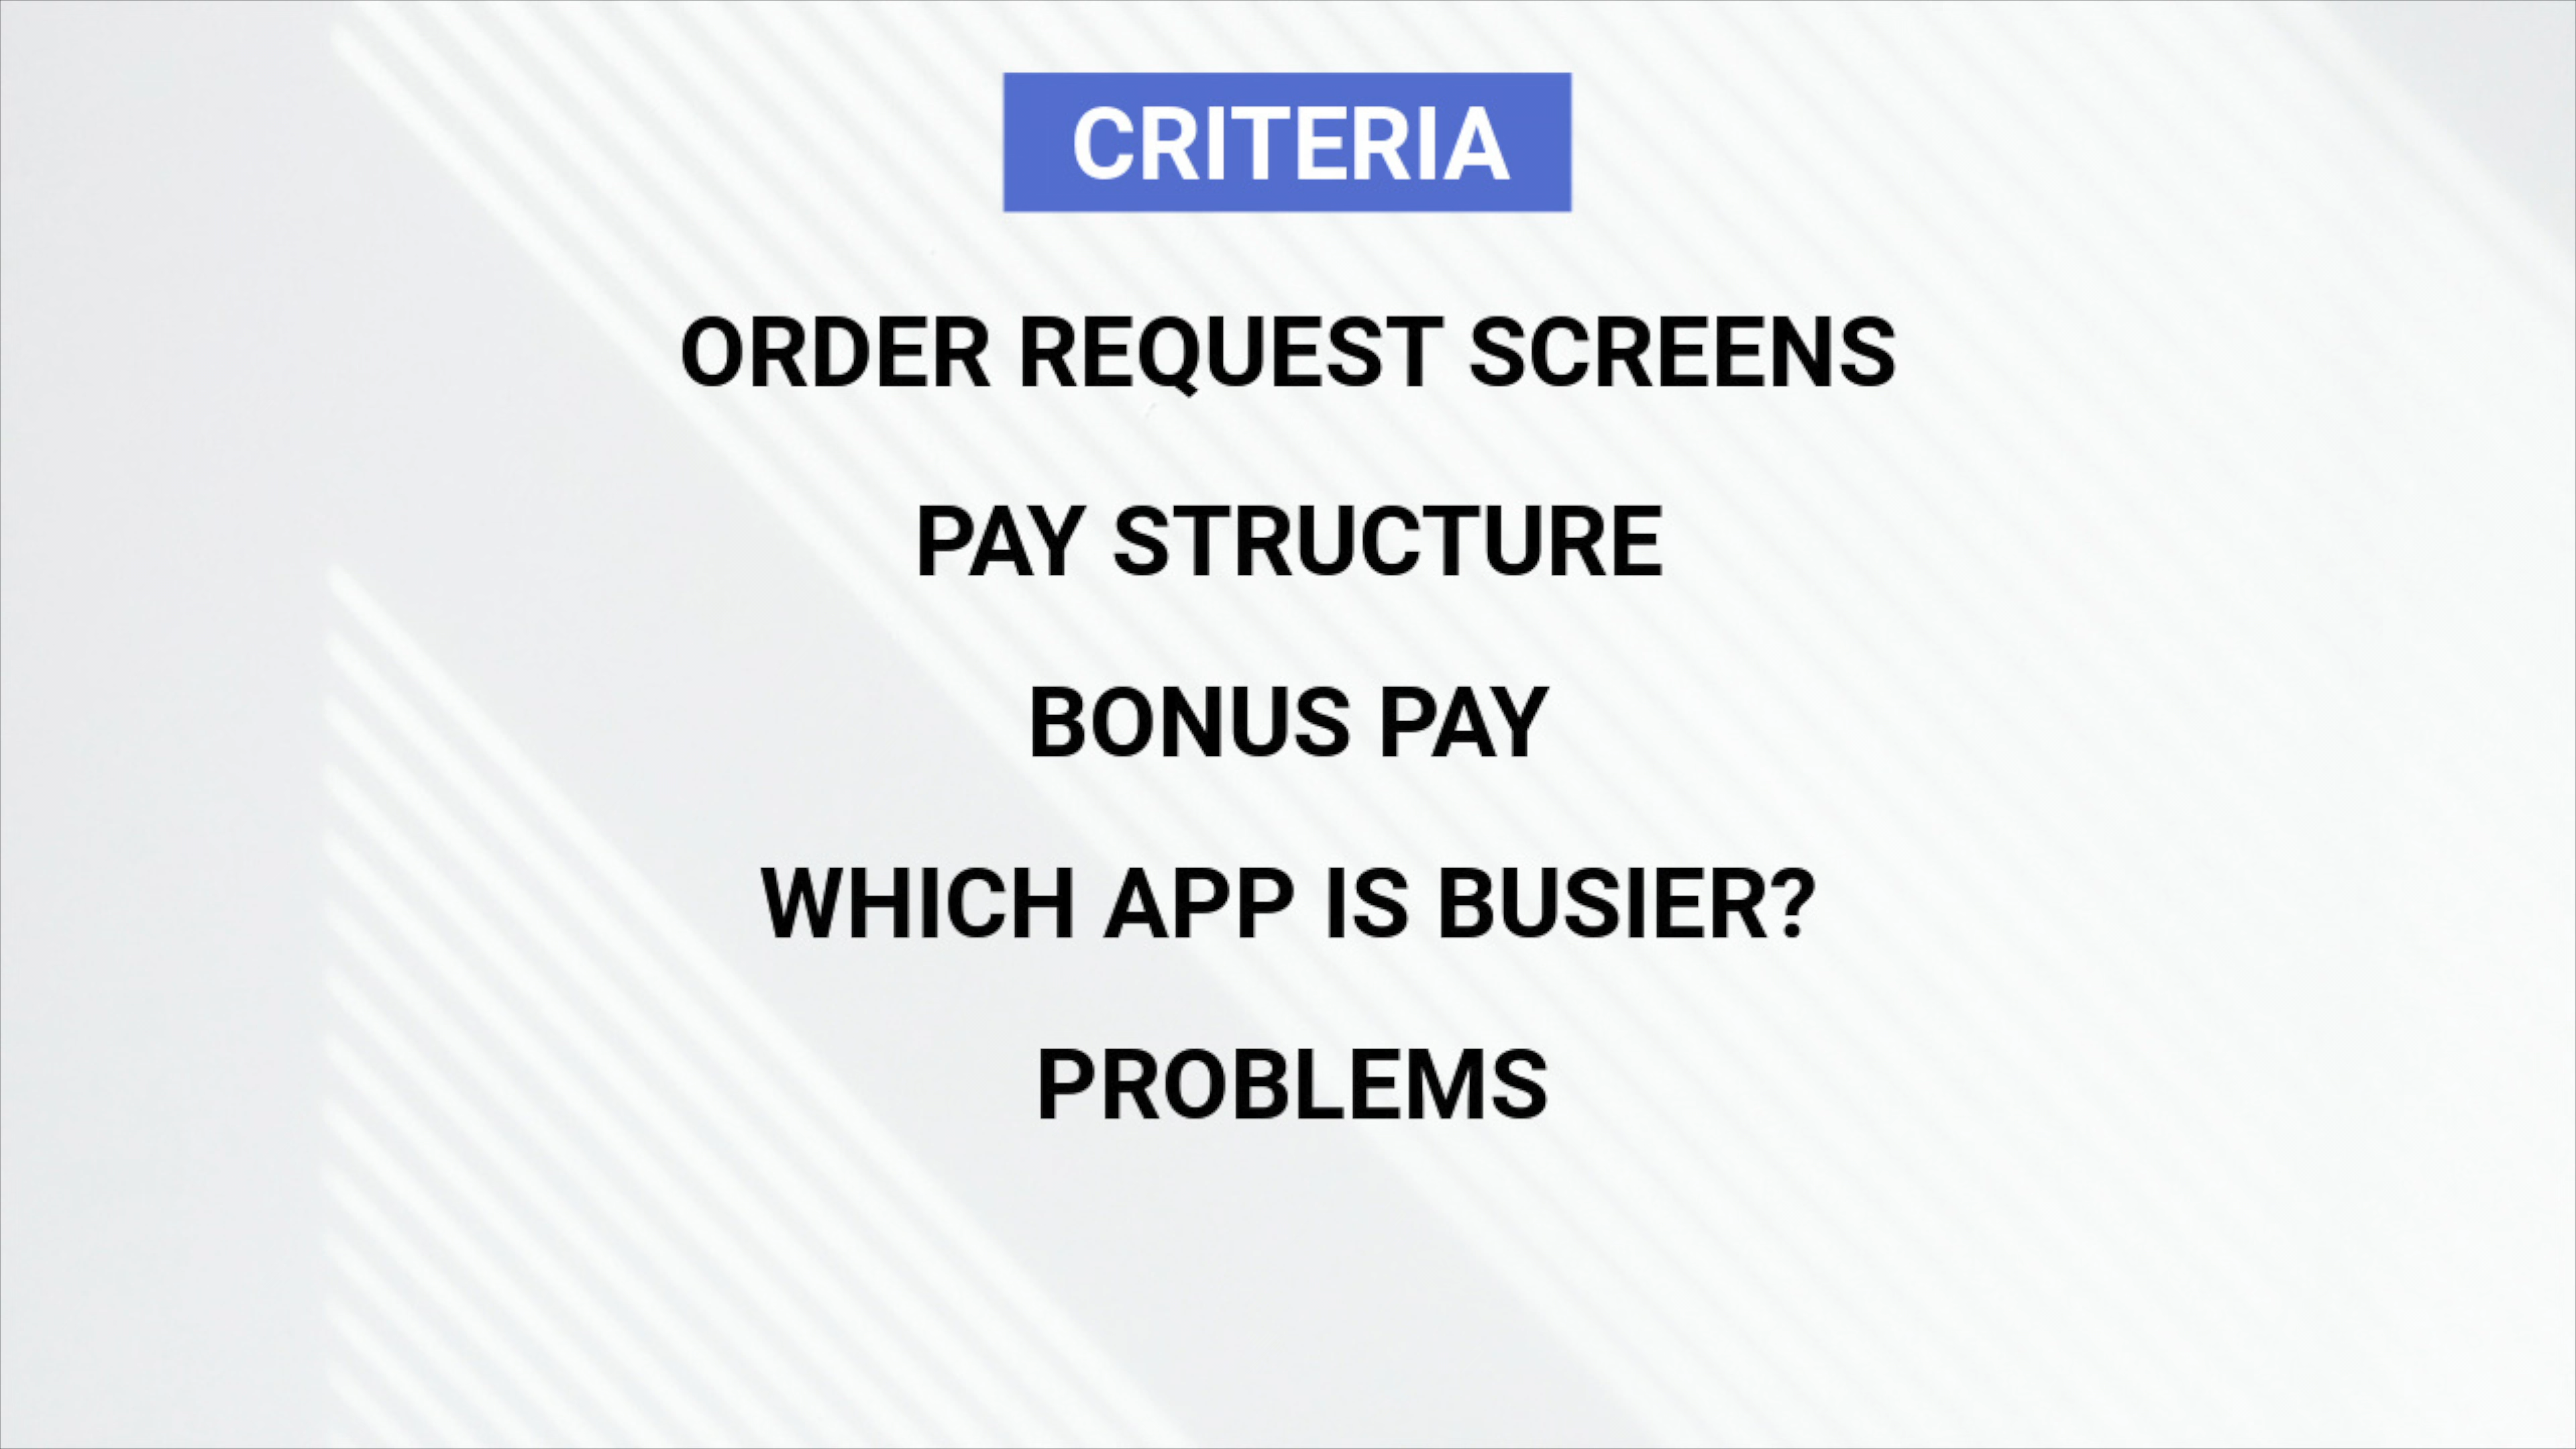 CRITERIA
ORDER REQUEST SCREENS
PAY STRUCTURE
BONUS PAY
WHICH APP IS BUSIER?
PROBLEMS